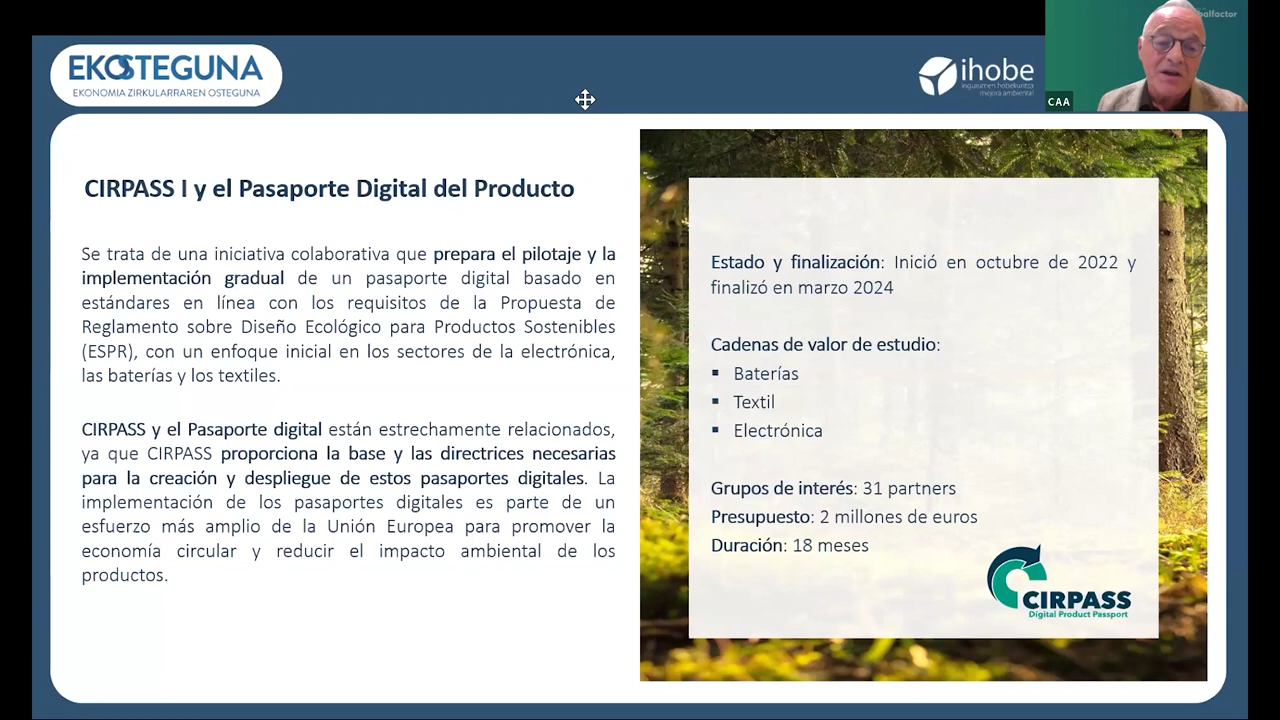 EKOSTEGUNA
EKONOMIA ZIRKULARRAREN OSTEGUNA
ihobe
ingurumen hobekuntza
mejora ambiental
balfactor
CAA
CIRPASS I y el Pasaporte Digital del Producto
Se trata de una iniciativa colaborativa que prepara el pilotaje y la
implementación gradual de un pasaporte digital basado en
estándares en línea con los requisitos de la Propuesta de
Reglamento sobre Diseño Ecológico para Productos Sostenibles
(ESPR), con un enfoque inicial en los sectores de la electrónica,
las baterías y los textiles.
CIRPASS y el Pasaporte digital están estrechamente relacionados,
ya que CIRPASS proporciona la base y las directrices necesarias
para la creación y despliegue de estos pasaportes digitales. La
implementación de los pasaportes digitales es parte de un
esfuerzo más amplio de la Unión Europea para promover la
economía circular y reducir el impacto ambiental de los
productos.
Estado y finalización: Inició en octubre de 2022 y
finalizó en marzo 2024
Cadenas de valor de estudio:
▪ Baterías
▪ Textil
▪ Electrónica
Grupos de interés: 31 partners
Presupuesto: 2 millones de euros
Duración: 18 meses
CIRPASS
Digital Product Passport